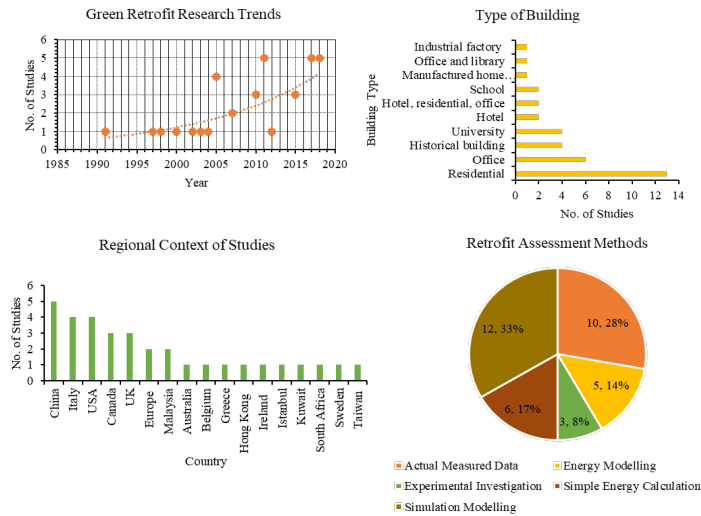 Green Retrofit Research Trends
No. of Studies
6
5
4
3
2
1
0
1985 1990 1995 2000 2005 2010 2015 2020
Year
Type of Building
Building Type
Industrial factory
Office and library
Manufactured home…
School
Hotel, residential, office
Hotel
University
Historical building
Office
Residential
0 2 4 6 8 10 12 14
No. of Studies
Regional Context of Studies
No. of Studies
6
5
4
3
2
1
0
China
Italy
USA
Canada
UK
Europe
Malaysia
Australia
Belgium
Greece
Hong Kong
Ireland
Istanbul
Kuwait
South Africa
Sweden
Taiwan
Country
Retrofit Assessment Methods
12, 33%
10, 28%
5, 14%
6, 17%
3, 8%
Actual Measured Data
Energy Modelling
Experimental Investigation
Simple Energy Calculation
Simulation Modelling